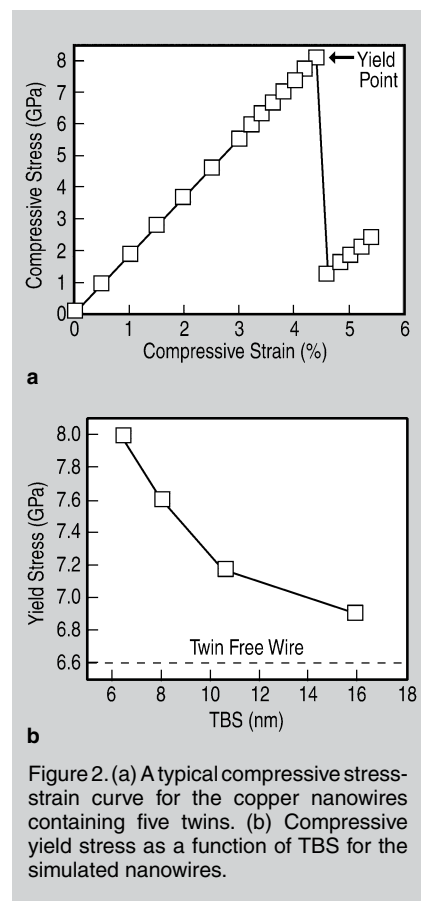 8
7
6
5
4
3
2
1
0
Compressive Stress (GPa)
Yield
Point
0 1 2 3 4 5 6
Compressive Strain (%)
a
8.0
7.8
7.6
7.4
7.2
7.0
6.8
6.6
Yield Stress (GPa)
Twin Free Wire
6 8 10 12 14 16 18
TBS (nm)
b
Figure 2. (a) A typical compressive stress-
strain curve for the copper nanowires
containing five twins. (b) Compressive
yield stress as a function of TBS for the
simulated nanowires.